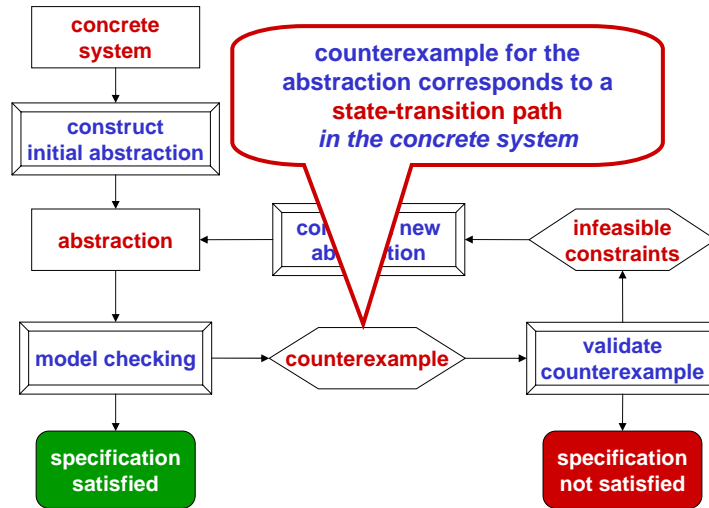 concrete
system
counterexample for the
abstraction corresponds to a
state-transition path
in the concrete system
construct
initial abstraction
abstraction
new
infeasible
constraints
model checking
counterexample
validate
counterexample
specification
satisfied
specification
not satisfied